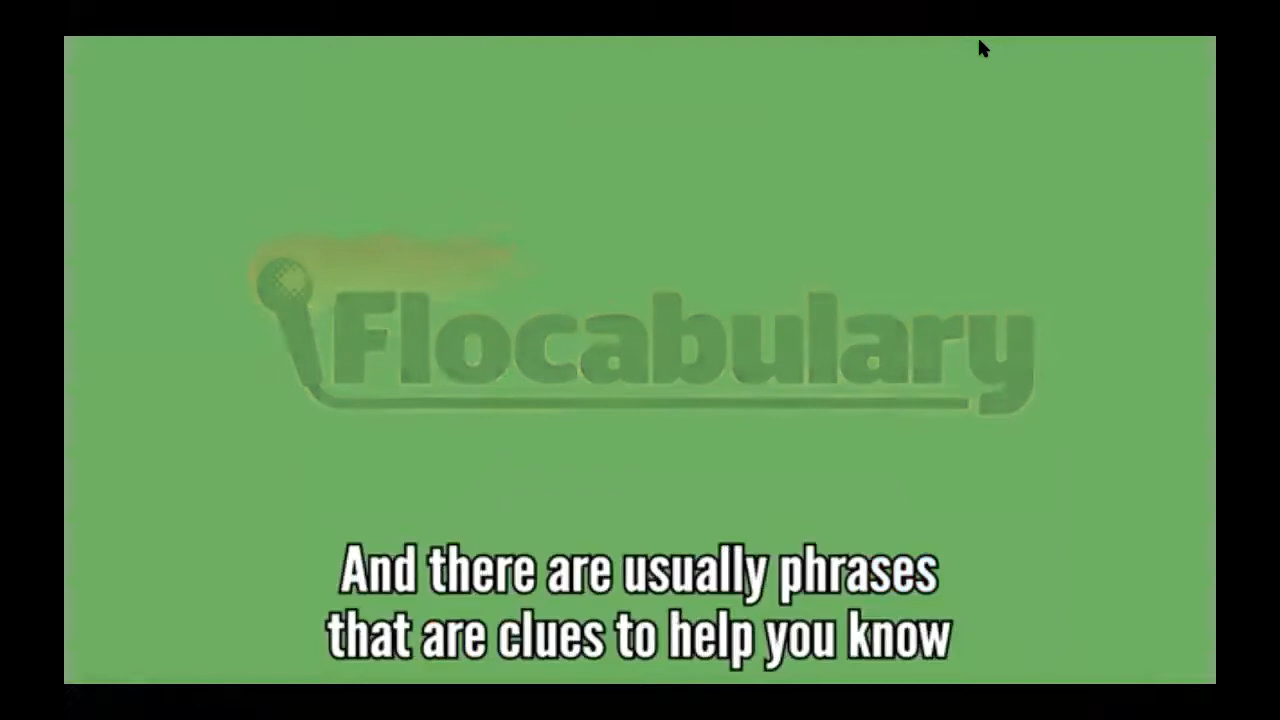 Flocabulary
And there are usually phrases
that are clues to help you know